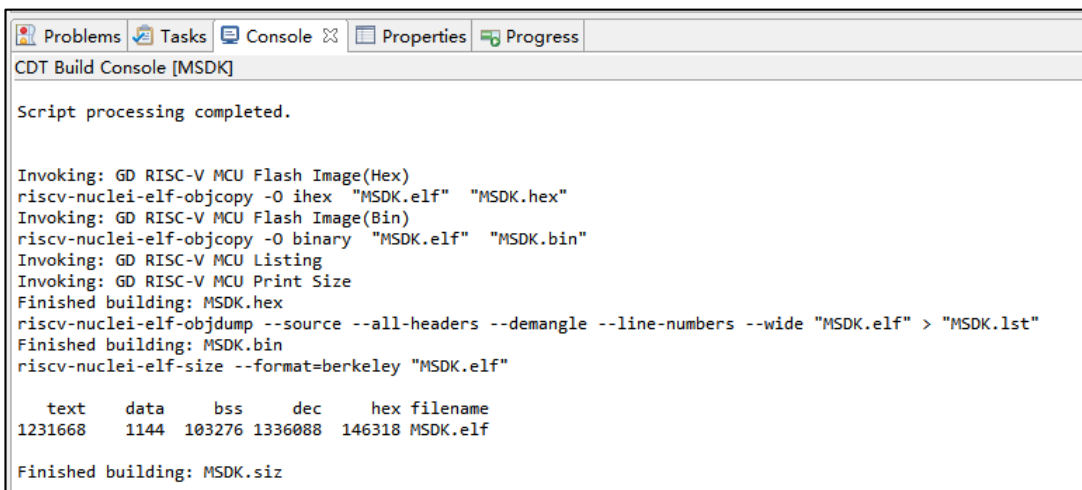 Problems Tasks Console Properties Progress
CDT Build Console [MSDK]
Script processing completed.
Invoking: GD RISC-V MCU Flash Image(Hex)
riscv-nuclei-elf-objcopy -O ihex  "MSDK.elf"  "MSDK.hex"
Invoking: GD RISC-V MCU Flash Image(Bin)
riscv-nuclei-elf-objcopy -O binary  "MSDK.elf"  "MSDK.bin"
Invoking: GD RISC-V MCU Listing
Invoking: GD RISC-V MCU Print Size
Finished building: MSDK.hex
riscv-nuclei-elf-objdump --source --all-headers --demangle --line-numbers --wide "MSDK.elf" > "MSDK.lst"
Finished building: MSDK.bin
riscv-nuclei-elf-size --format=berkeley "MSDK.elf"
   text    data     bss     dec     hex filename
1231668    1144  103276 1336088  146318 MSDK.elf
Finished building: MSDK.siz